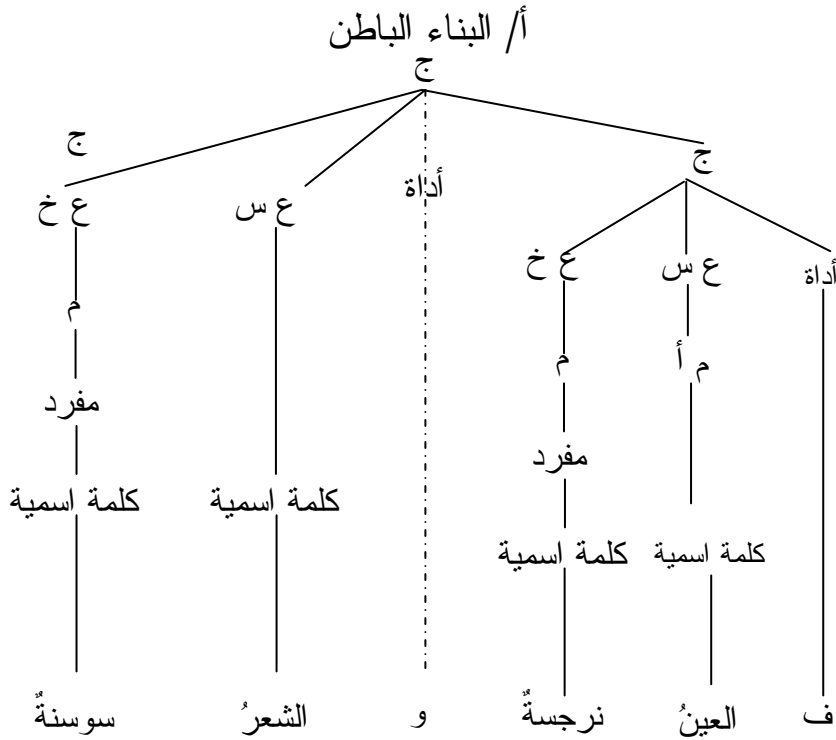 أ/ البناء الباطن
ج
ج
ج
أداة
ع س
ع خ
أداة
ع س
ع خ
م
م أ
م
مفرد
مفرد
كلمة اسمية
كلمة اسمية
كلمة اسمية
كلمة اسمية
ف العينُ نرجسةٌ و الشعرُ سوسنةٌ